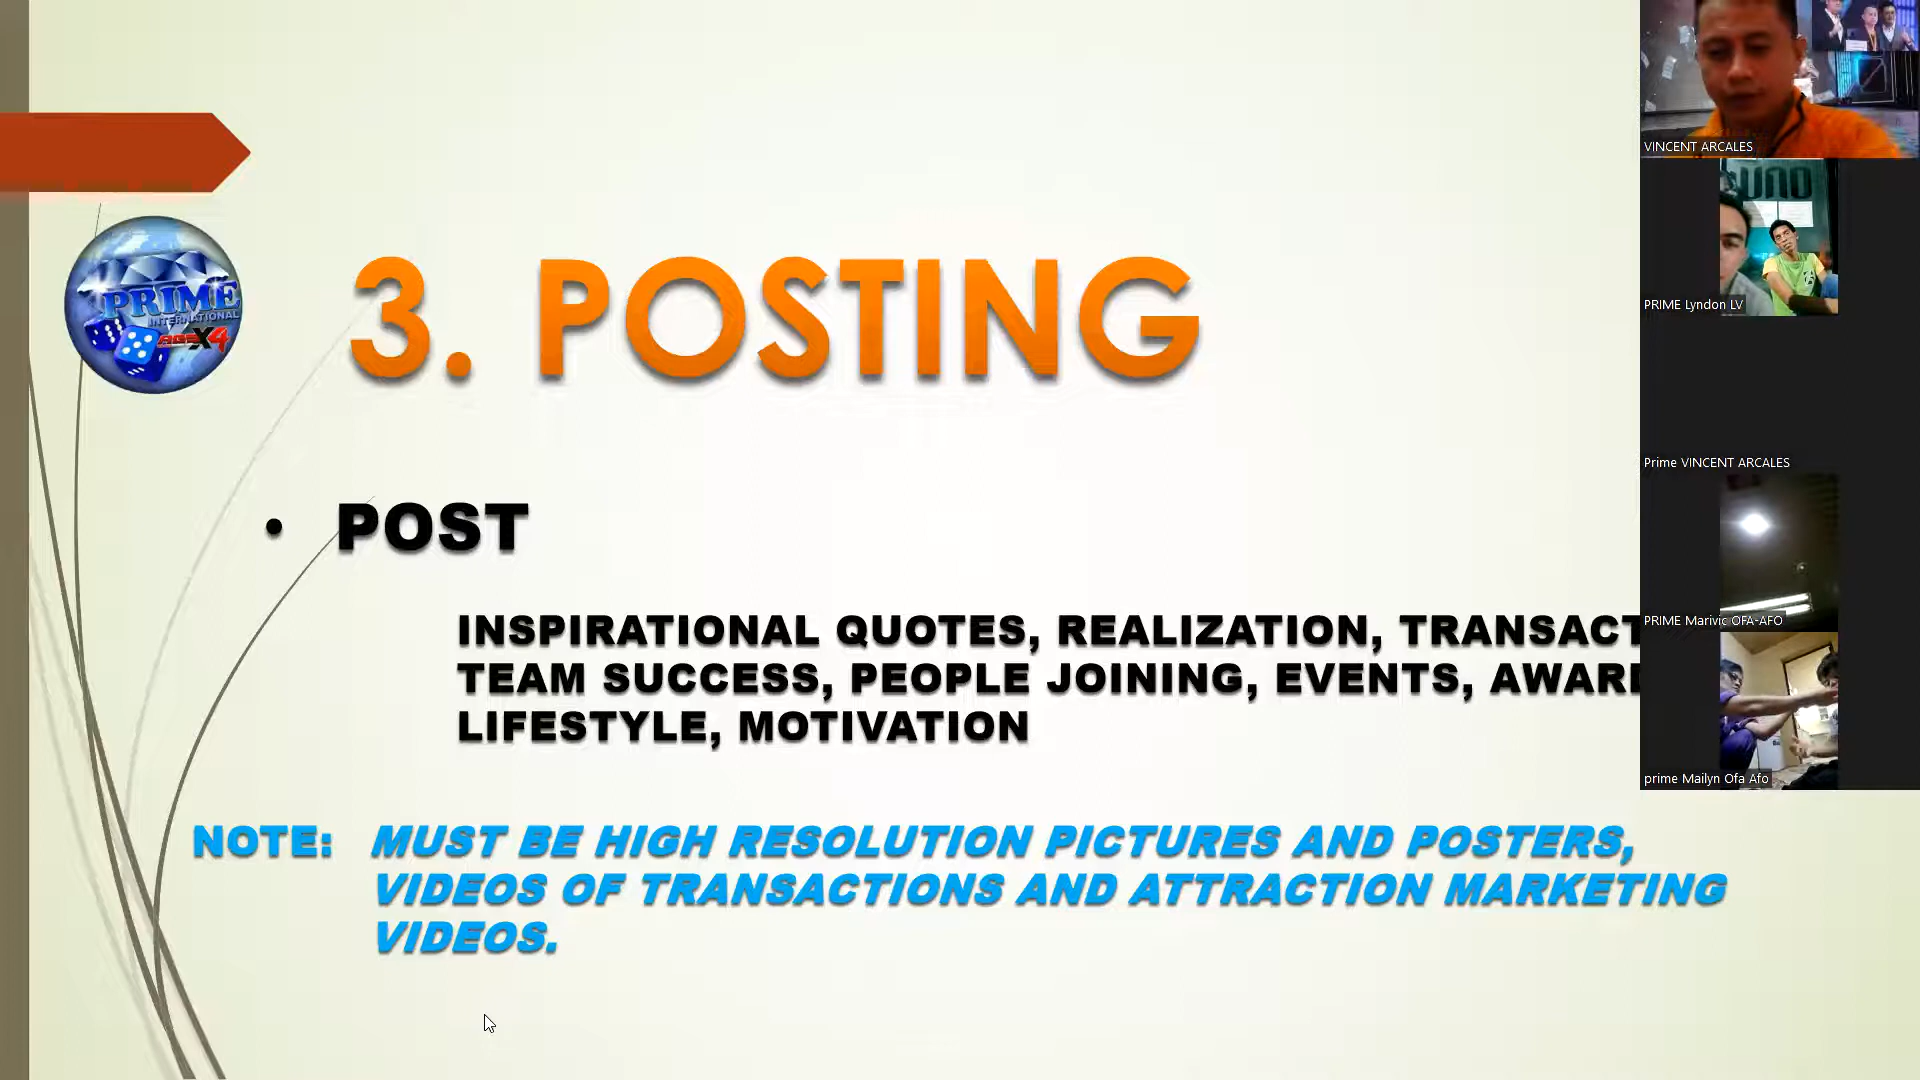 3. POSTING
• POST
INSPIRATIONAL QUOTES, REALIZATION, TRANSACT
TEAM SUCCESS, PEOPLE JOINING, EVENTS, AWARD
LIFESTYLE, MOTIVATION
NOTE: MUST BE HIGH RESOLUTION PICTURES AND POSTERS,
VIDEOS OF TRANSACTIONS AND ATTRACTION MARKETING
VIDEOS.
PRIME
INTERNATIONAL
X4
VINCENT ARCALES
PRIME Lyndon LV
Prime VINCENT ARCALES
PRIME Marivic OFA-AFO
prime Mailyn Ofa Afo